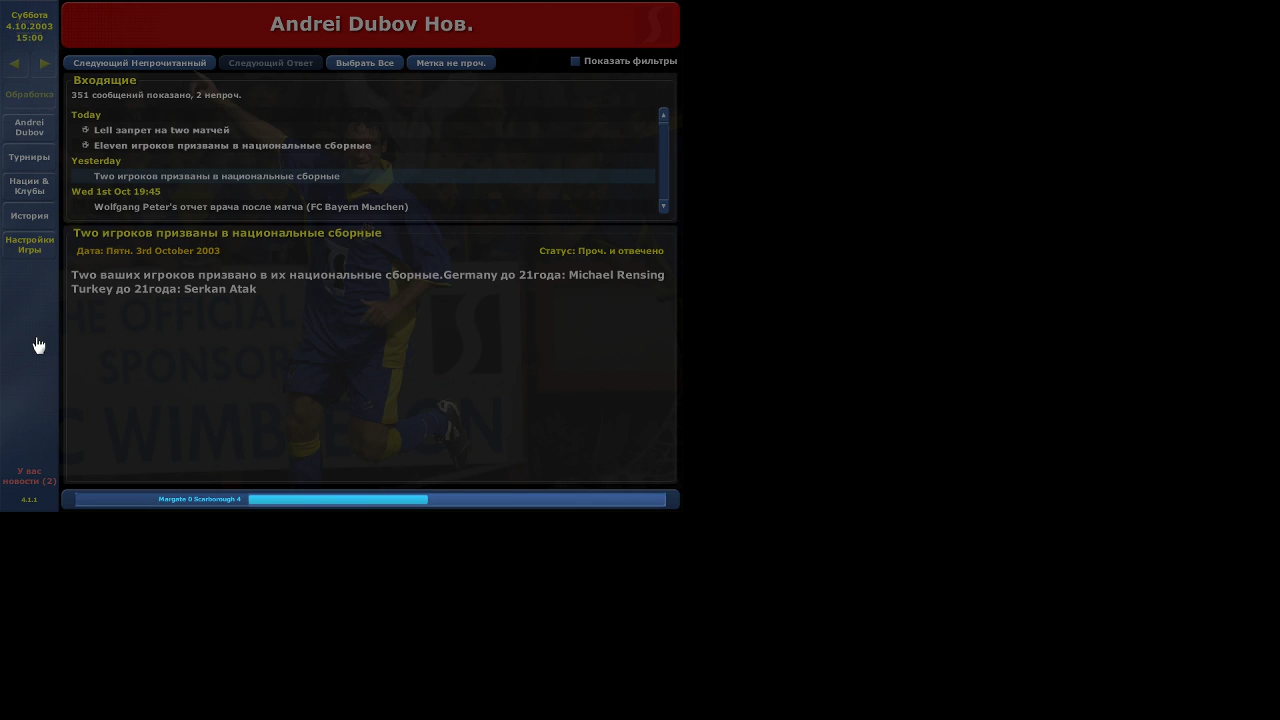 Суббота
4.10.2003
15:00
Обработка
Andrei
Dubov
Турниры
Нации &
Клубы
История
Настройки
Игры
У вас
новости (2)
4.1.1
Andrei Dubov Нов.
Следующий Непрочитанный
Следующий Ответ
Выбрать Все
Метка не проч.
Показать фильтры
Входящие
351 сообщений показано, 2 непроч.
Today
Lell запрет на two матчей
Eleven игроков призваны в национальные сборные
Yesterday
Two игроков призваны в национальные сборные
Wed 1st Oct 19:45
Wolfgang Peter's отчет врача после матча (FC Bayern Mьnchen)
Two игроков призваны в национальные сборные
Дата: Пятн. 3rd October 2003
Статус: Проч. и отвечено
Two ваших игроков призвано в их национальные сборные.Germany до 21года: Michael Rensing
Turkey до 21года: Serkan Atak
HE OFFICIAL
SPONSOR
C WIMBLEDON
Margate 0 Scarborough 4